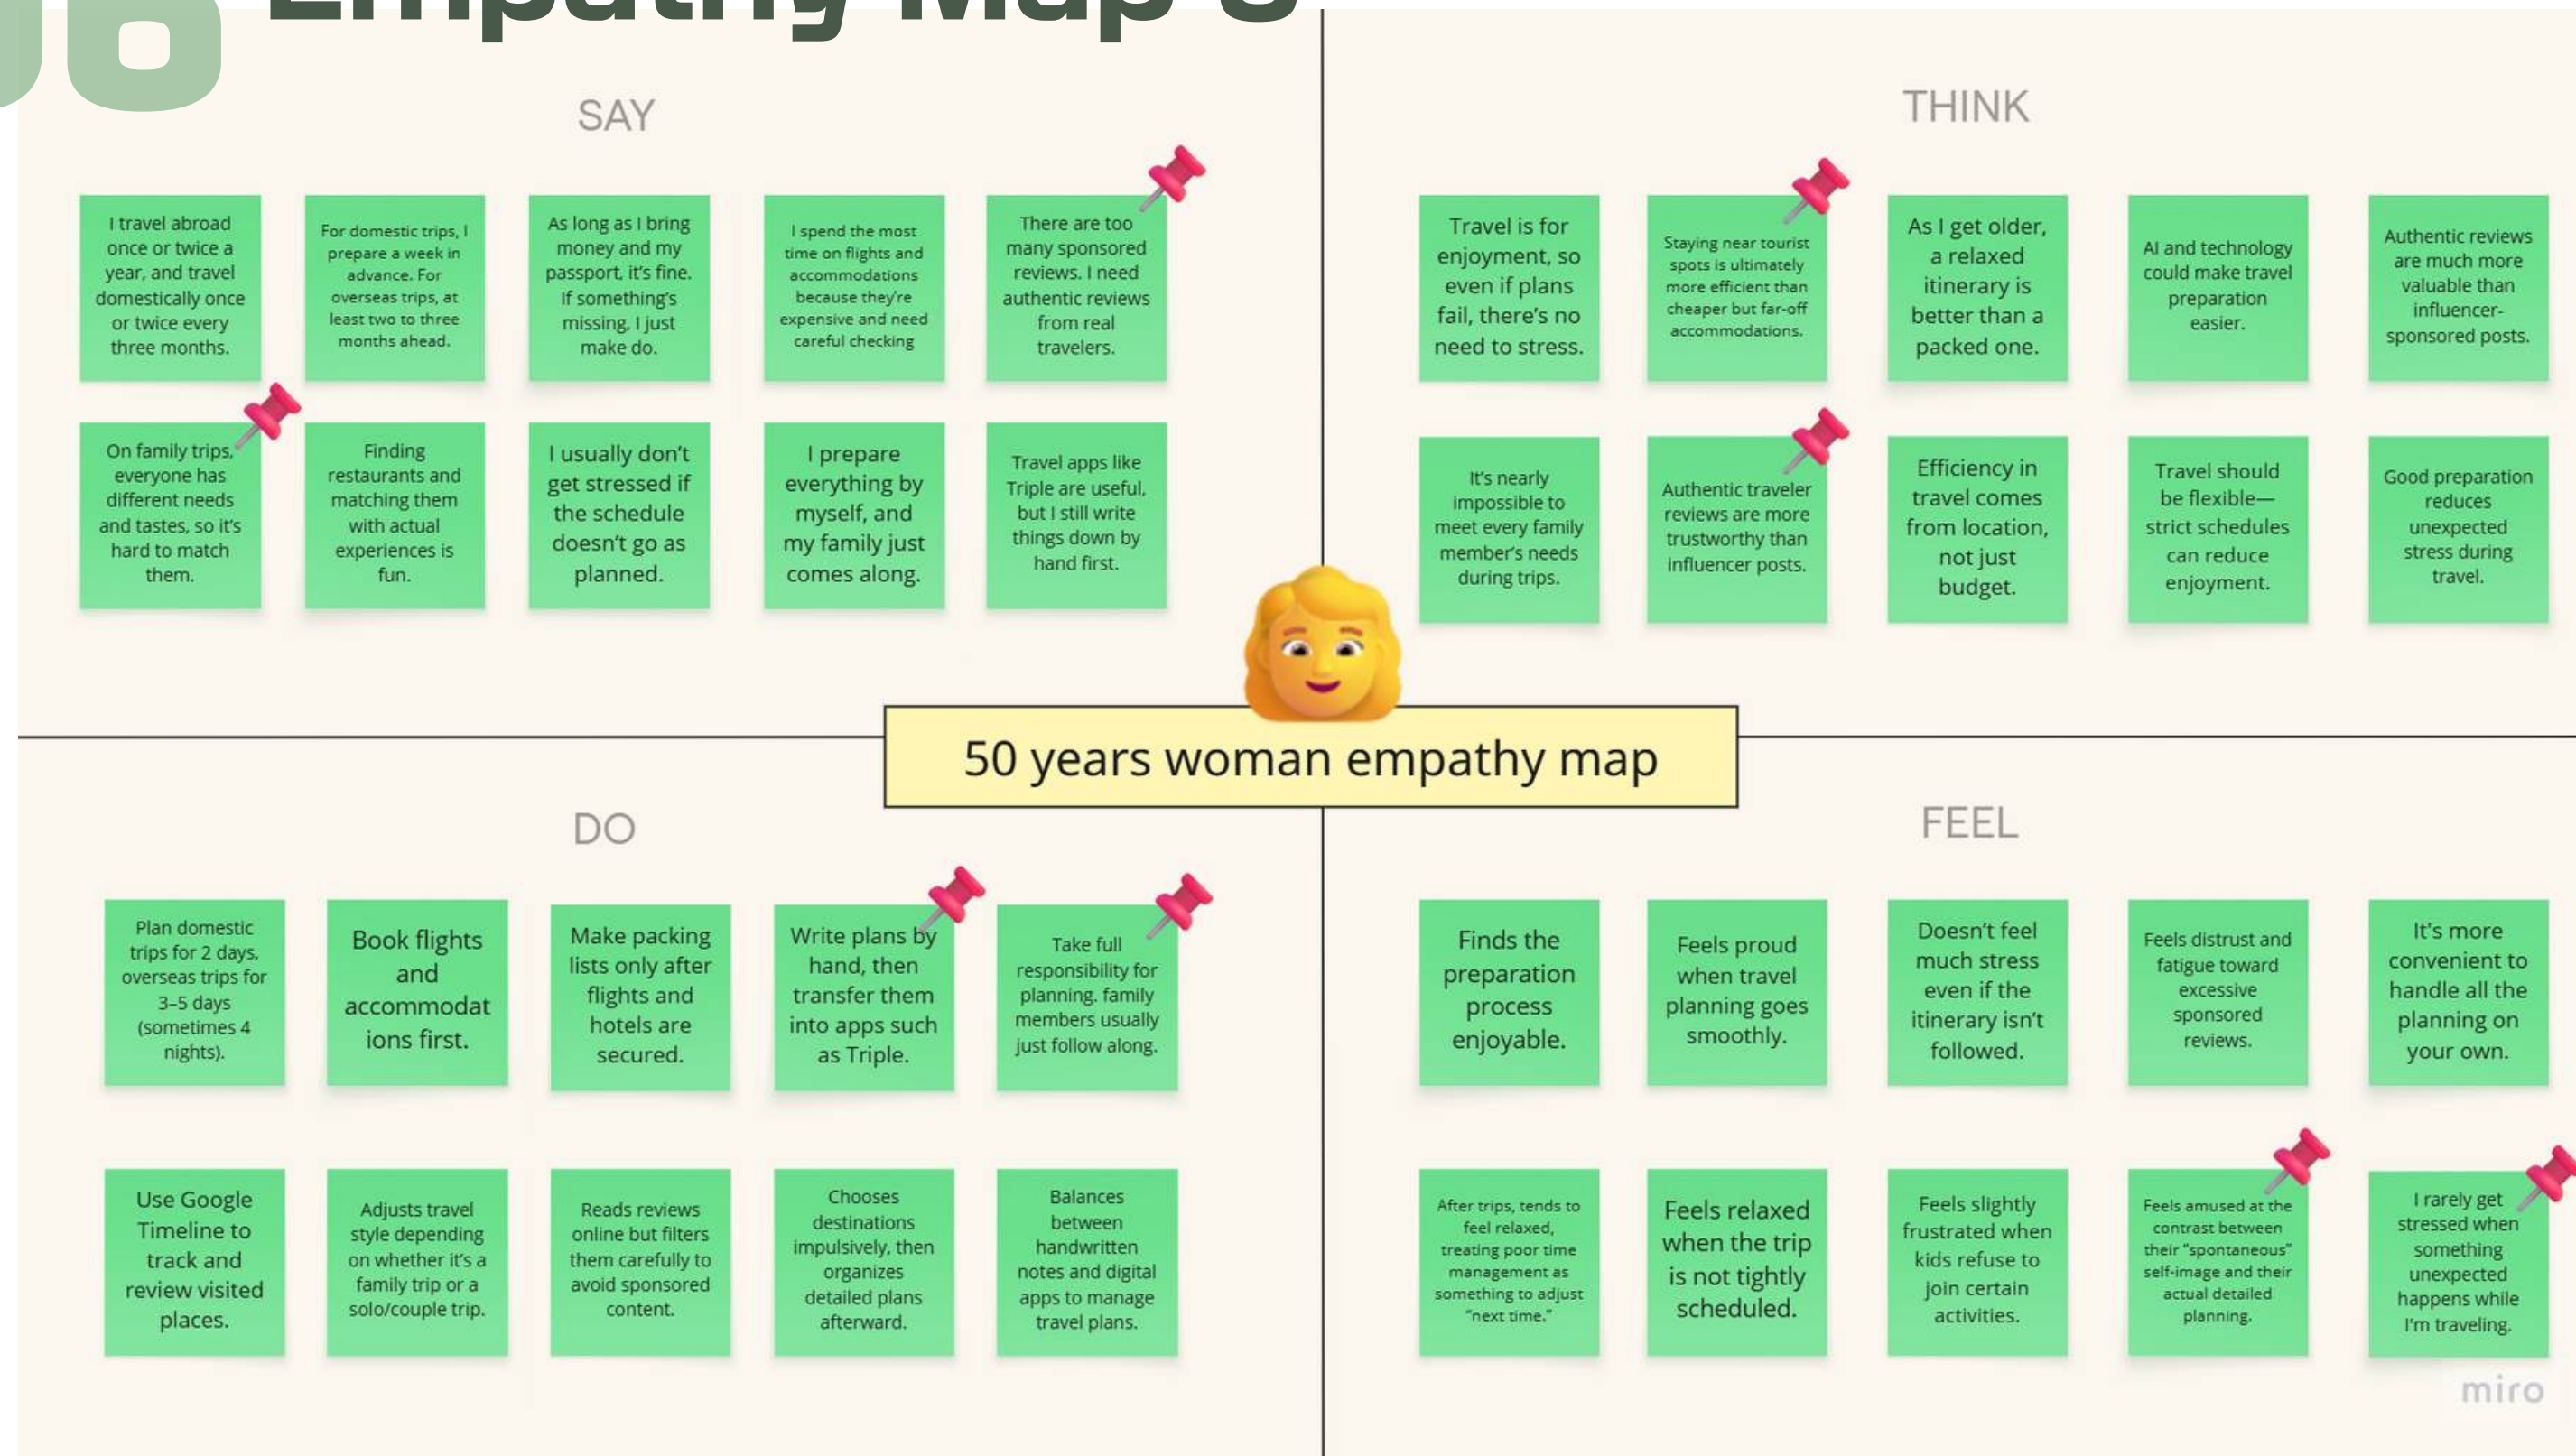 Empathy Map 3
SAY
I travel abroad
once or twice a
year, and travel
domestically once
or twice every
three months.
For domestic trips, I
prepare a week in
advance. For
overseas trips, at
least two to three
months ahead.
As long as I bring
money and my
passport, it’s fine.
If something’s
missing, I just
make do.
I spend the most
time on flights and
accommodations
because they’re
expensive and need
careful checking
There are too
many sponsored
reviews. I need
authentic reviews
from real
travelers.
On family trips,
everyone has
different needs
and tastes, so it’s
hard to match
them.
Finding
restaurants and
matching them
with actual
experiences is
fun.
I usually don’t
get stressed if
the schedule
doesn’t go as
planned.
I prepare
everything by
myself, and
my family just
comes along.
Travel apps like
Triple are useful,
but I still write
things down by
hand first.
THINK
Travel is for
enjoyment, so
even if plans
fail, there’s no
need to stress.
Staying near tourist
spots is ultimately
more efficient than
cheaper but far-off
accommodations.
As I get older,
a relaxed
itinerary is
better than a
packed one.
AI and technology
could make travel
preparation
easier.
Authentic reviews
are much more
valuable than
influencer-
sponsored posts.
It’s nearly
impossible to
meet every family
member’s needs
during trips.
Authentic traveler
reviews are more
trustworthy than
influencer posts.
Efficiency in
travel comes
from location,
not just
budget.
Travel should
be flexible—
strict schedules
can reduce
enjoyment.
Good preparation
reduces
unexpected
stress during
travel.
50 years woman empathy map
DO
Plan domestic
trips for 2 days,
overseas trips for
3–5 days
(sometimes 4
nights).
Book flights
and
accommodat
ions first.
Make packing
lists only after
flights and
hotels are
secured.
Write plans by
hand, then
transfer them
into apps such
as Triple.
Take full
responsibility for
planning. family
members usually
just follow along.
Use Google
Timeline to
track and
review visited
places.
Adjusts travel
style depending
on whether it’s a
family trip or a
solo/couple trip.
Reads reviews
online but filters
them carefully to
avoid sponsored
content.
Chooses
destinations
impulsively, then
organizes
detailed plans
afterward.
Balances
between
handwritten
notes and digital
apps to manage
travel plans.
FEEL
Finds the
preparation
process
enjoyable.
Feels proud
when travel
planning goes
smoothly.
Doesn’t feel
much stress
even if the
itinerary isn’t
followed.
Feels distrust and
fatigue toward
excessive
sponsored
reviews.
It's more
convenient to
handle all the
planning on
your own.
After trips, tends to
feel relaxed,
treating poor time
management as
something to adjust
“next time.”
Feels relaxed
when the trip
is not tightly
scheduled.
Feels slightly
frustrated when
kids refuse to
join certain
activities.
Feels amused at the
contrast between
their “spontaneous”
self-image and their
actual detailed
planning.
I rarely get
stressed when
something
unexpected
happens while
I'm traveling.
miro